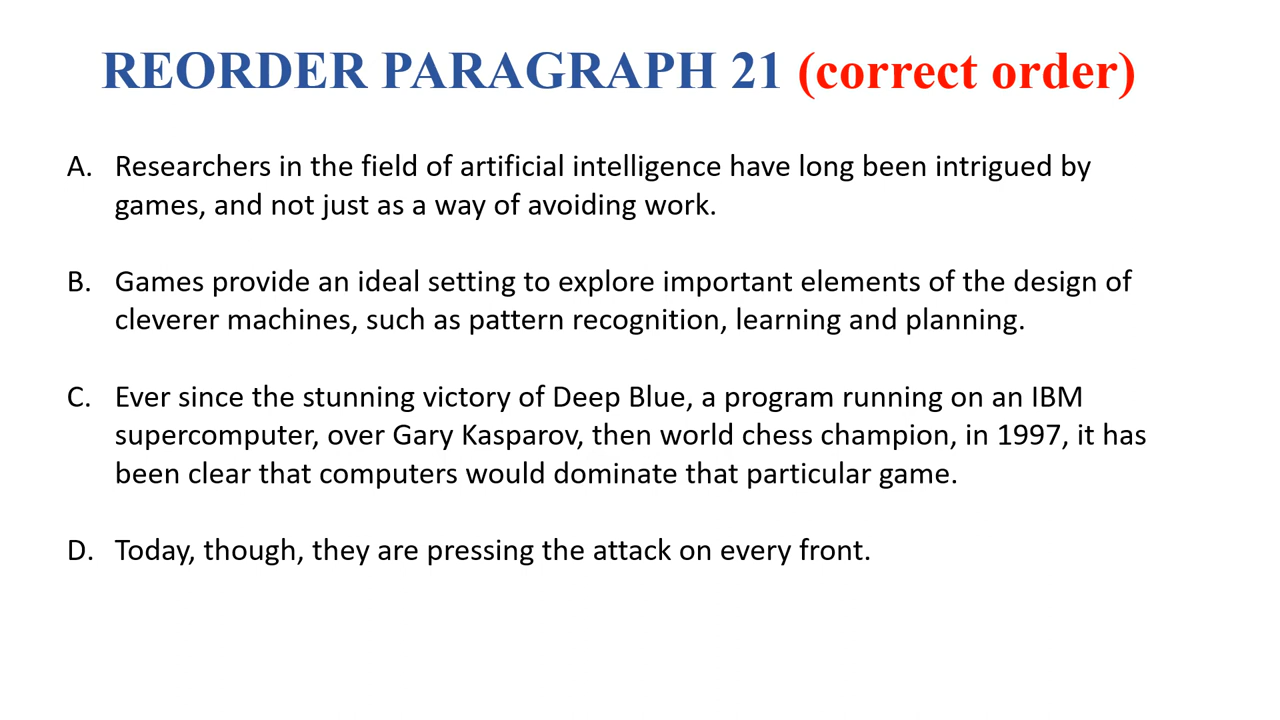 REORDER PARAGRAPH 21 (correct order)
A. Researchers in the field of artificial intelligence have long been intrigued by
games, and not just as a way of avoiding work.
B. Games provide an ideal setting to explore important elements of the design of
cleverer machines, such as pattern recognition, learning and planning.
C. Ever since the stunning victory of Deep Blue, a program running on an IBM
supercomputer, over Gary Kasparov, then world chess champion, in 1997, it has
been clear that computers would dominate that particular game.
D. Today, though, they are pressing the attack on every front.